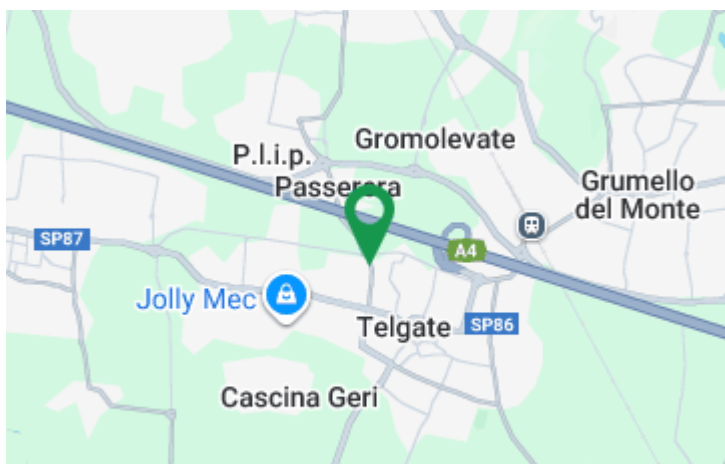 Gromolevate
P.l.i.p.
Passerera
Grumello
del Monte
SP87
A4
Jolly Mec
Telgate
SP86
Cascina Geri